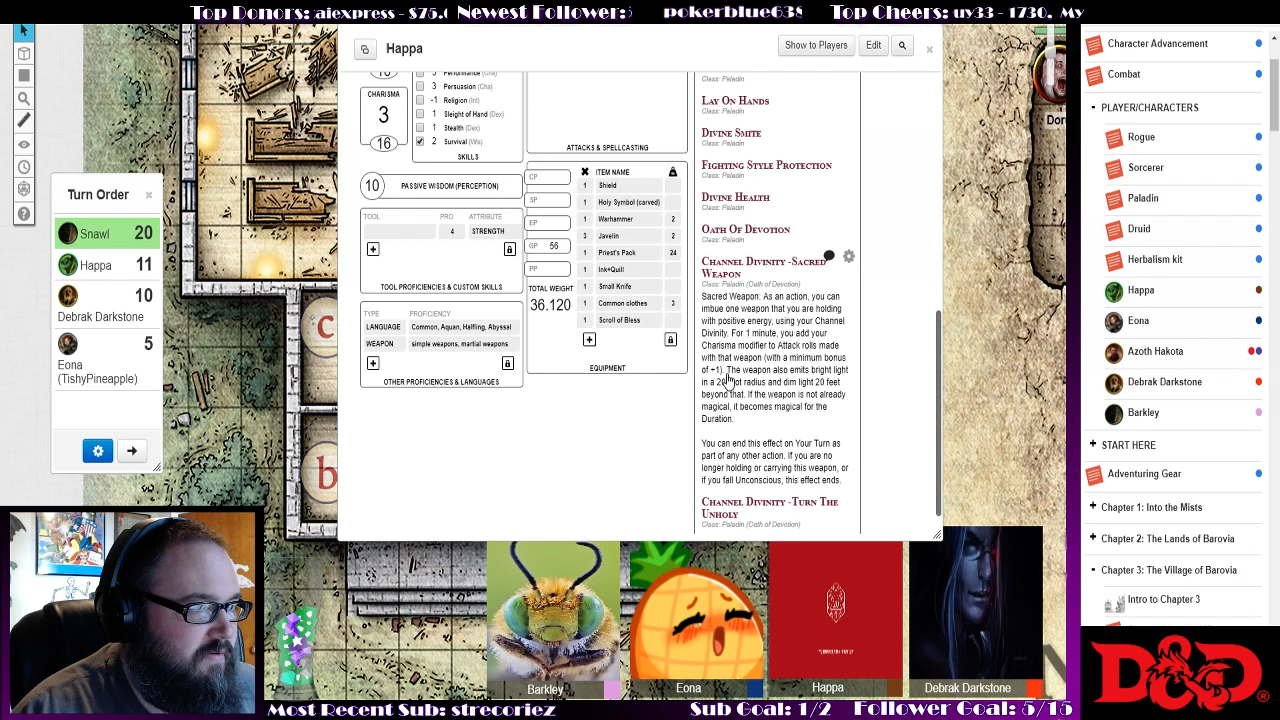 Top Donors: aiexpress - $75.
Newest Follower:
pokerblue63
Top Cheers: uy33 - 1730, My
Turn Order
Snawl 20
Happa 11
10
Debrak Darkstone
5
Eona
(TishyPineapple)
Happa
Show to Players
Edit
Performance (Cha)
3 Persuasion (Cha)
-1 Religion (Int)
1 Sleight of Hand (Dex)
1 Stealth (Dex)
2 Survival (Wis)
SKILLS
CHARISMA
3
16
10 PASSIVE WISDOM (PERCEPTION)
TOOL PRO ATTRIBUTE
4 STRENGTH
TOOL PROFICIENCIES & CUSTOM SKILLS
TYPE PROFICIENCY
LANGUAGE Common, Aquan, Halfling, Abyssal
WEAPON simple weapons, martial weapons
OTHER PROFICIENCIES & LANGUAGES
ATTACKS & SPELLCASTING
CP
SP
EP
GP 56
PP
TOTAL WEIGHT
36.120
ITEM NAME
1 Shield
1 Holy Symbol (carved)
1 Warhammer 2
3 Javelin 2
1 Priest's Pack 24
1 Ink+Quill
1 Small Knife
1 Common clothes 3
1 Scroll of Bless
EQUIPMENT
Class: Paladin
Lay On Hands
Class: Paladin
Divine Smite
Class: Paladin
Fighting Style Protection
Class: Paladin
Divine Health
Class: Paladin
Oath Of Devotion
Class: Paladin
Channel Divinity -Sacred
Weapon
Class: Paladin (Oath of Devotion)
Sacred Weapon: As an action, you can
imbue one weapon that you are holding
with positive energy, using your Channel
Divinity. For 1 minute, you add your
Charisma modifier to Attack rolls made
with that weapon (with a minimum bonus
of +1). The weapon also emits bright light
in a radius and dim light 20 feet
beyond that. If the weapon is not already
magical, it becomes magical for the
Duration.
You can end this effect on Your Turn as
part of any other action. If you are no
longer holding or carrying this weapon, or
if you fall Unconscious, this effect ends.
Channel Divinity -Turn The
Unholy
Class: Paladin (Oath of Devotion)
c
b
Dor
Character Advancement
Combat
- PLAYER/CHARACTERS
Rogue
Sorcerer
Paladin
Druid
Herbalism kit
Happa
Eona
Azoth Hakota
Debrak Darkstone
Barkley
+ START HERE
Adventuring Gear
+ Chapter 1: Into the Mists
+ Chapter 2: The Lands of Barovia
- Chapter 3: The Village of Barovia
Intro to Chapter 3
Barkley
Eona
Happa
Debrak Darkstone
D&D
Most Recent Sub: strecoriez
Sub Goal: 1/2
Follower Goal: 5/15